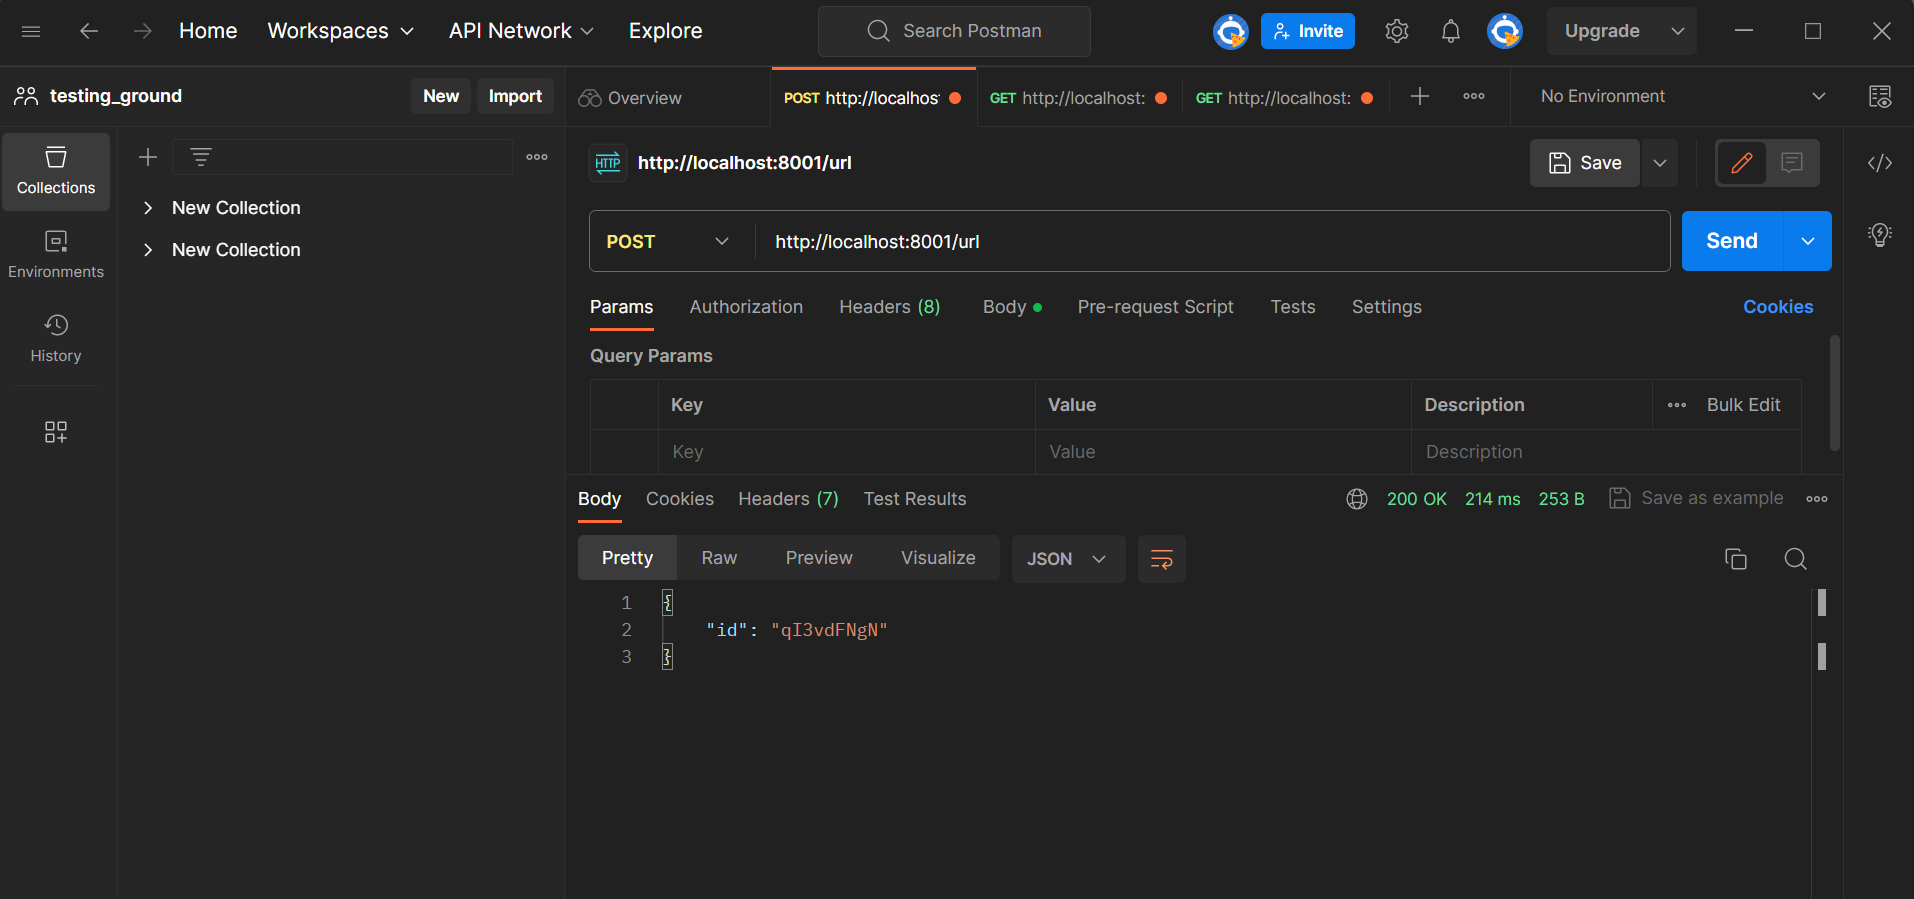 Home Workspaces API Network Explore Search Postman Invite Upgrade
testing_ground New Import Overview POST http://localhos GET http://localhost: GET http://localhost: No Environment
Collections
Environments
History
New Collection
New Collection
HTTP http://localhost:8001/url Save
POST http://localhost:8001/url Send
Params Authorization Headers (8) Body Pre-request Script Tests Settings Cookies
Query Params
Key Value Description Bulk Edit
Key Value Description
Body Cookies Headers (7) Test Results 200 OK 214 ms 253 B Save as example
Pretty Raw Preview Visualize JSON
1 {
2 "id": "qI3vdFNgN"
3 }